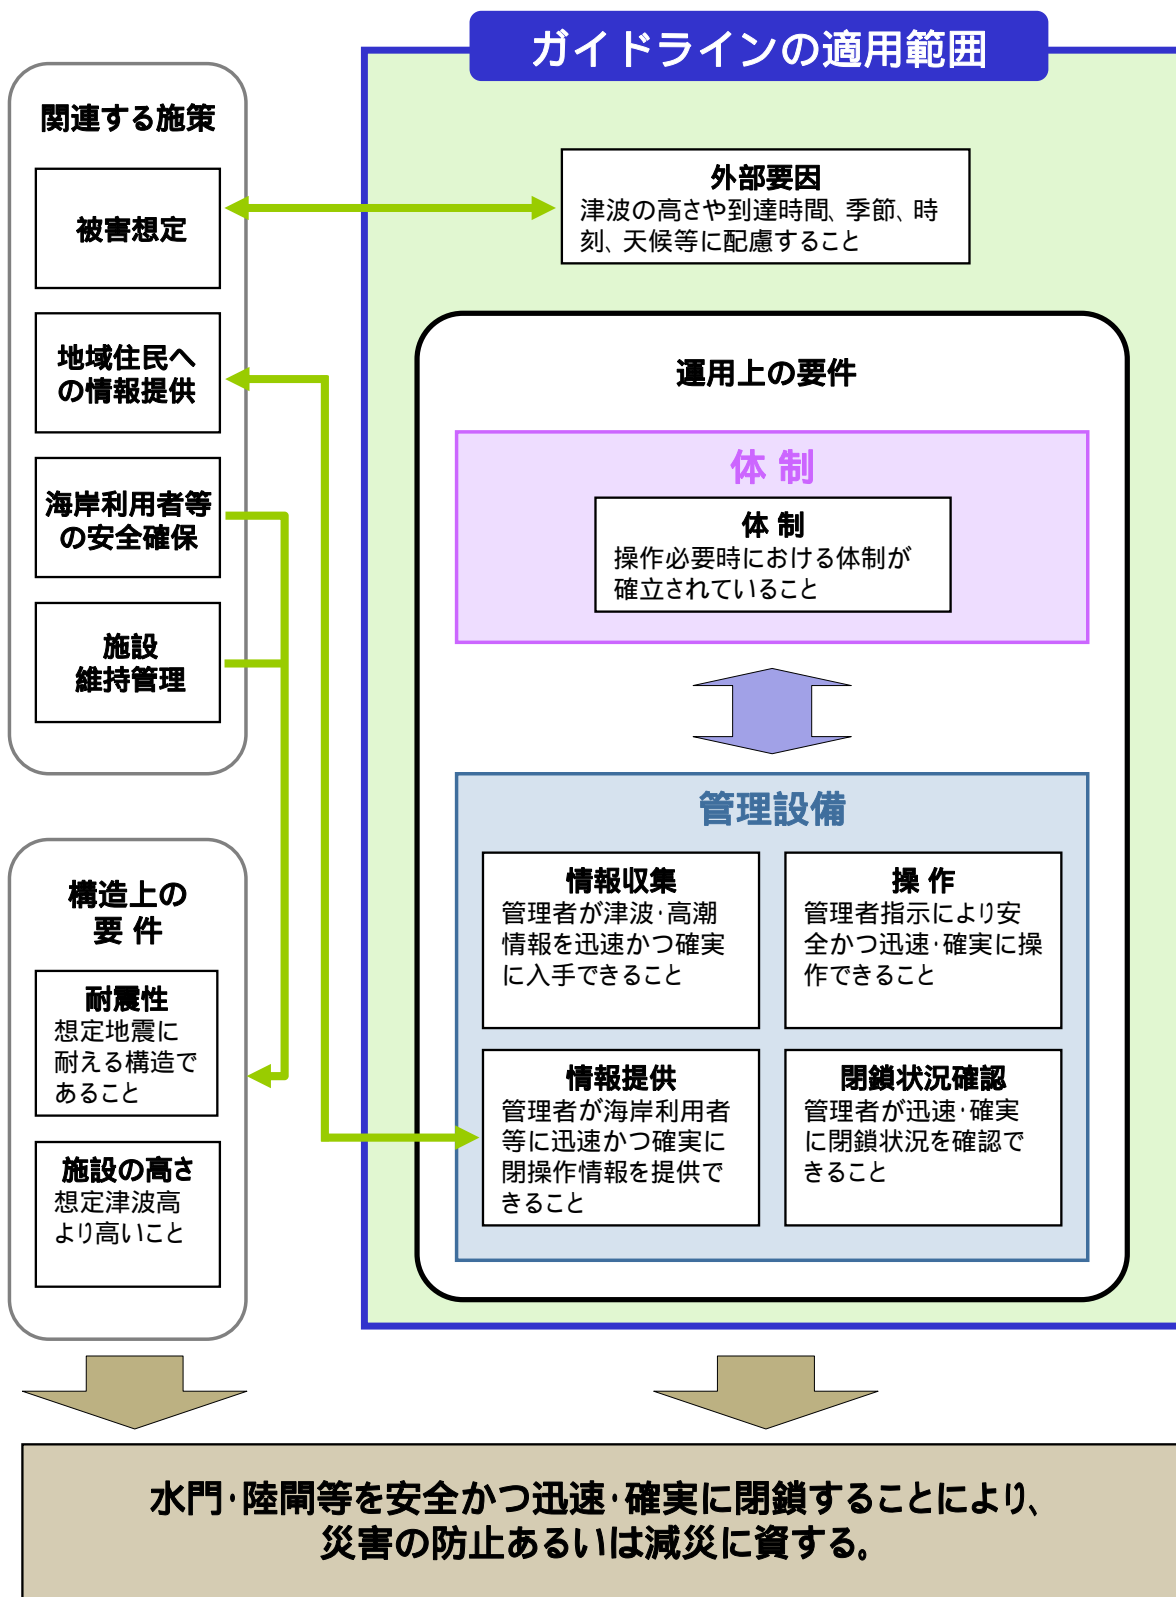 ガイドラインの適用範囲
関連する施策
被害想定
地域住民へ
の情報提供
海岸利用者等
の安全確保
施設
維持管理
構造上の
要 件
耐震性
想定地震に
耐える構造で
あること
施設の高さ
想定津波高
より高いこと
外部要因
津波の高さや到達時間、季節、時
刻、天候等に配慮すること
運用上の要件
体 制
体 制
操作必要時における体制が
確立されていること
管理設備
情報収集
管理者が津波・高潮
情報を迅速かつ確実
に入手できること
操 作
管理者指示により安
全かつ迅速・確実に操
作できること
情報提供
管理者が海岸利用者
等に迅速かつ確実に
閉操作情報を提供で
きること
閉鎖状況確認
管理者が迅速・確実
に閉鎖状況を確認で
きること
水門・陸閘等を安全かつ迅速・確実に閉鎖することにより、
災害の防止あるいは減災に資する。